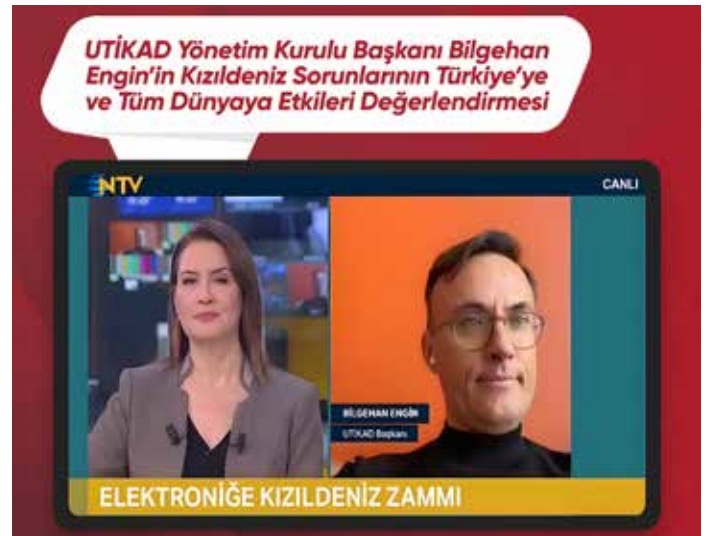 UTİKAD Yönetim Kurulu Başkanı Bilgehan
Engin'in Kızıldeniz Sorunlarının Türkiye'ye
ve Tüm Dünyaya Etkileri Değerlendirmesi
NTV
CANLI
BİLGEHAN ENGİN
UTİKAD Başkanı
ELEKTRONİĞE KIZILDENİZ ZAMMI